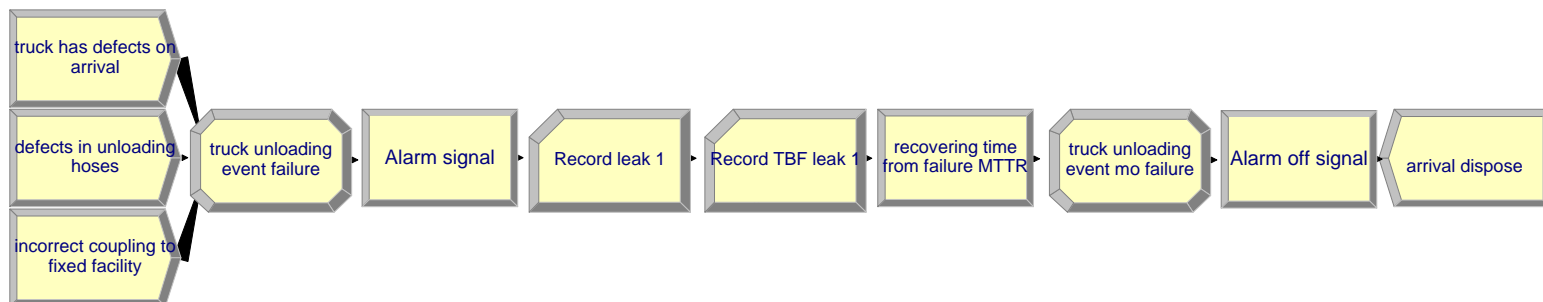 truck has defects on
arrival
defects in unloading
hoses
incorrect coupling to
fixed facility
truck unloading
event failure
Alarm signal
Record leak 1
Record TBF leak 1
recovering time
from failure MTTR
truck unloading
event mo failure
Alarm off signal
arrival dispose